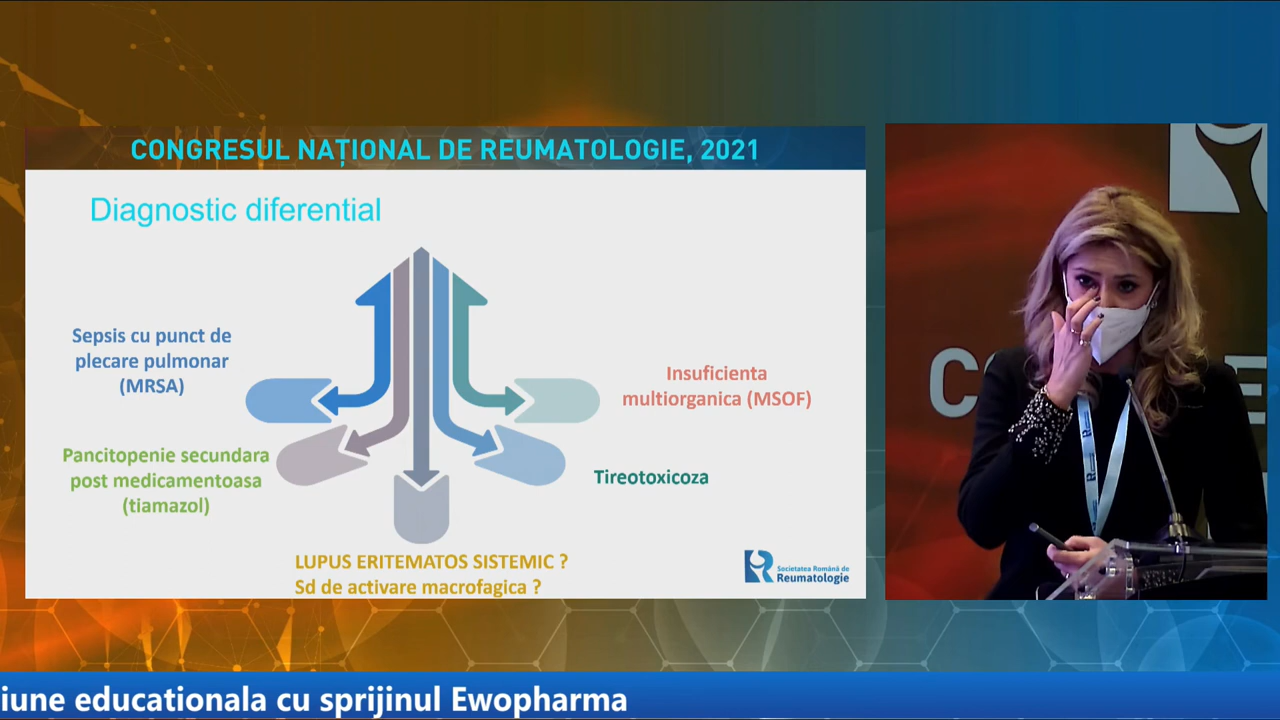 CONGRESUL NAȚIONAL DE REUMATOLOGIE, 2021
Diagnostic diferential
Sepsis cu punct de
plecare pulmonar
(MRSA)
Pancitopenie secundara
post medicamentoasa
(tiamazol)
LUPUS ERITEMATOS SISTEMIC ?
Sd de activare macrofagica ?
Insuficienta
multiorganica (MSOF)
Tireotoxicoza
Societatea Română de
Reumatologie
iune educationala cu sprijinul Ewopharma